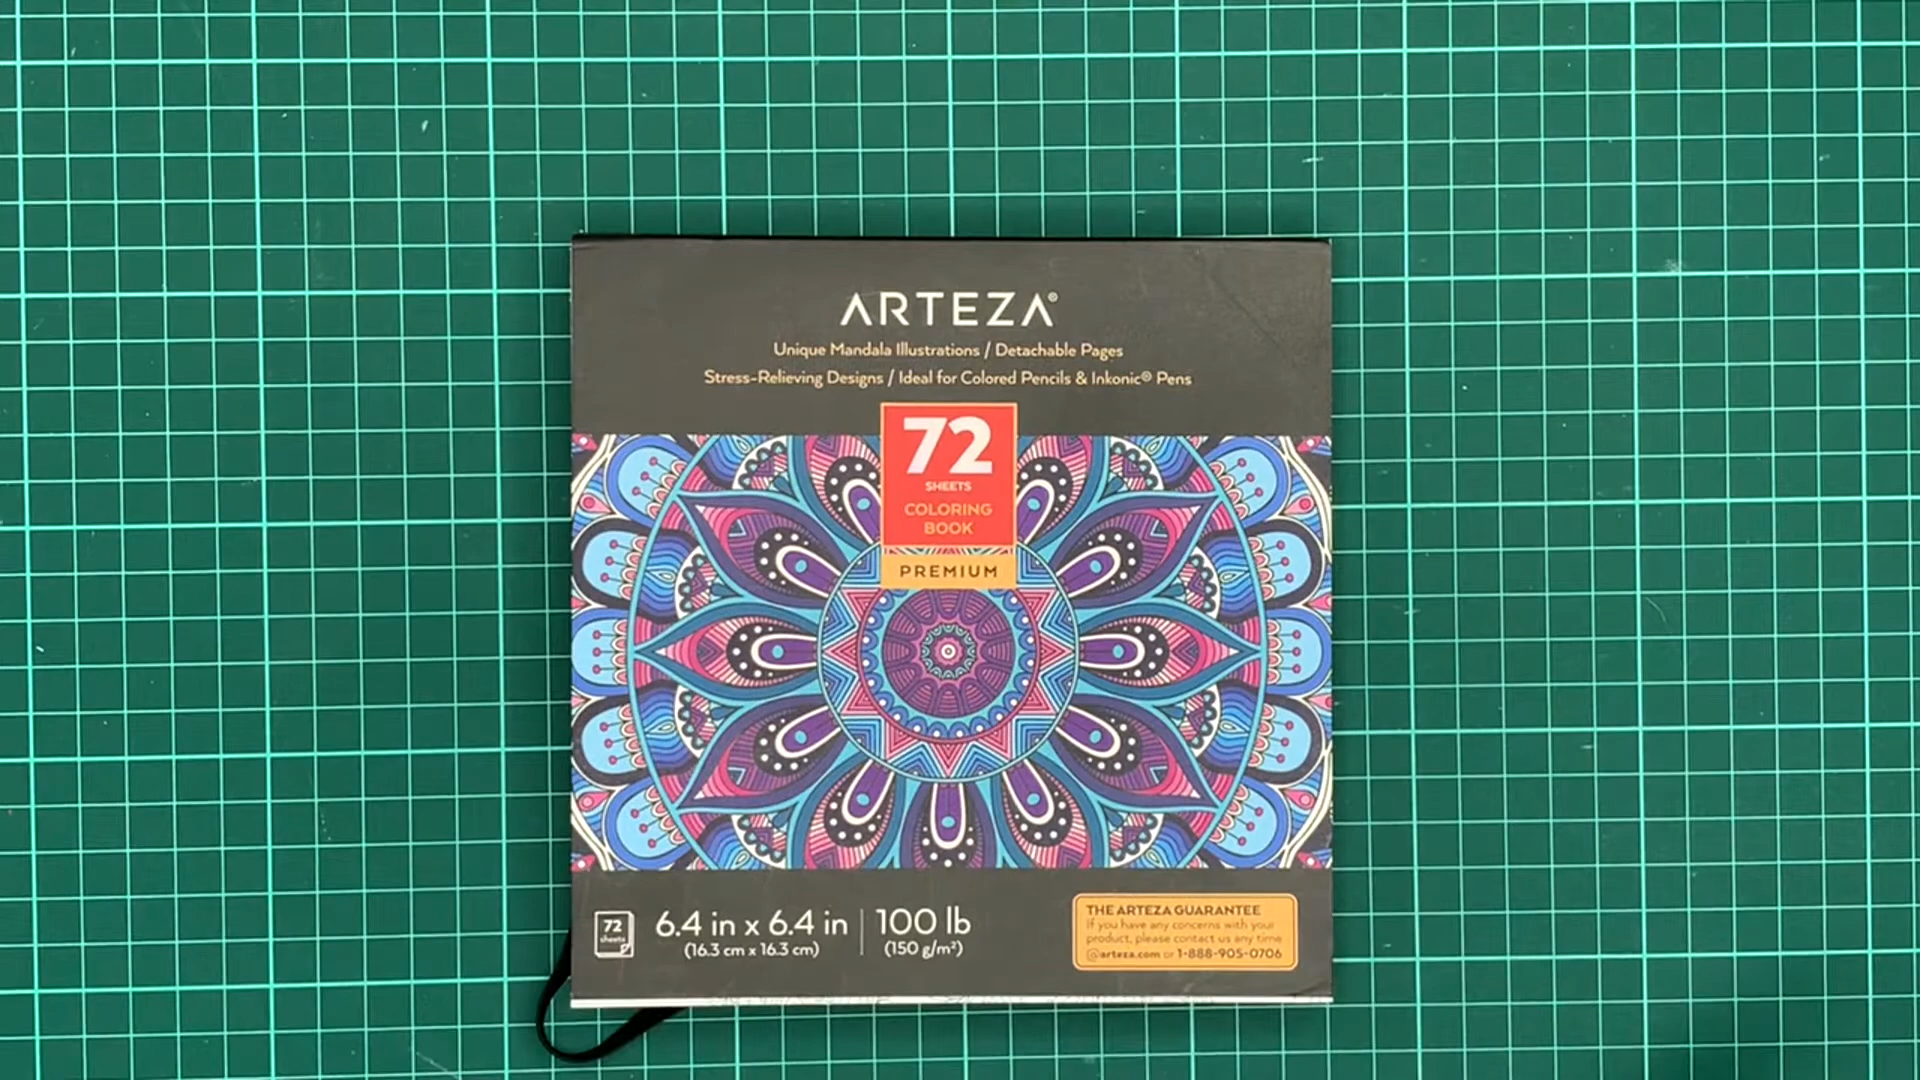 ARTEZA®
Unique Mandala Illustrations / Detachable Pages
Stress-Relieving Designs / Ideal for Colored Pencils & Inkonic® Pens
72
SHEETS
COLORING
BOOK
PREMIUM
72
sheets
6.4 in x 6.4 in
(16.3 cm x 16.3 cm)
100 lb
(150 g/m²)
THE ARTEZA GUARANTEE
If you have any concerns with your
product, please contact us any time
@arteza.com or 1-888-905-0706